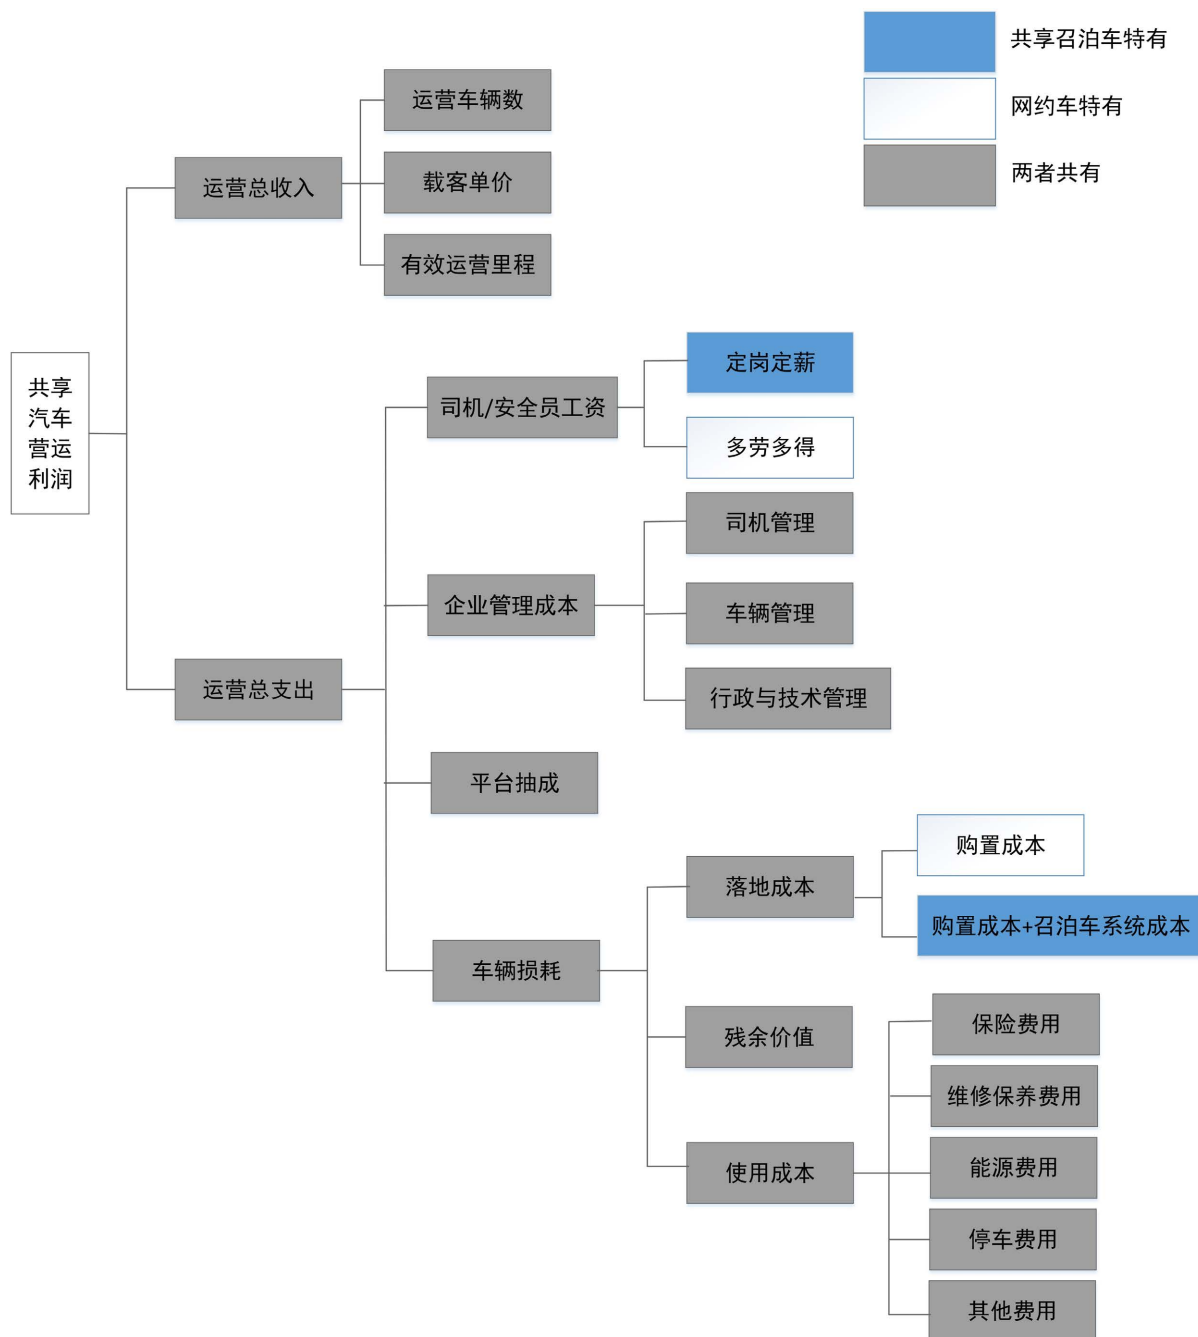 共享召泊车特有
网约车特有
两者共有
运营车辆数
载客单价
有效运营里程
运营总收入
共享
汽车
营运
利润
定岗定薪
多劳多得
司机/安全员工资
司机管理
车辆管理
行政与技术管理
企业管理成本
运营总支出
平台抽成
购置成本
购置成本+召泊车系统成本
落地成本
车辆损耗
残余价值
使用成本
保险费用
维修保养费用
能源费用
停车费用
其他费用